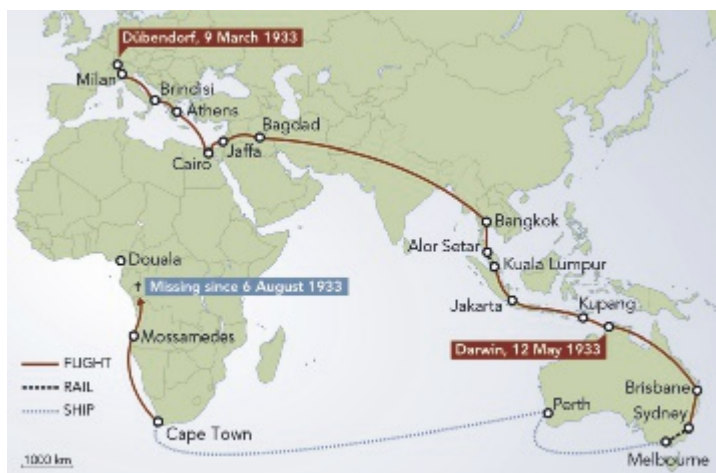 Dübendorf, 9 March 1933
Milan
Brindisi
Athens
Bagdad
Cairo
Jaffa
Bangkok
Alor Setar
Kuala Lumpur
Douala
Missing since 6 August 1933
Jakarta
Kupang
Mossamedes
Darwin, 12 May 1933
FLIGHT
RAIL
SHIP
Brisbane
Perth
Sydney
Cape Town
Melbourne
1000 km